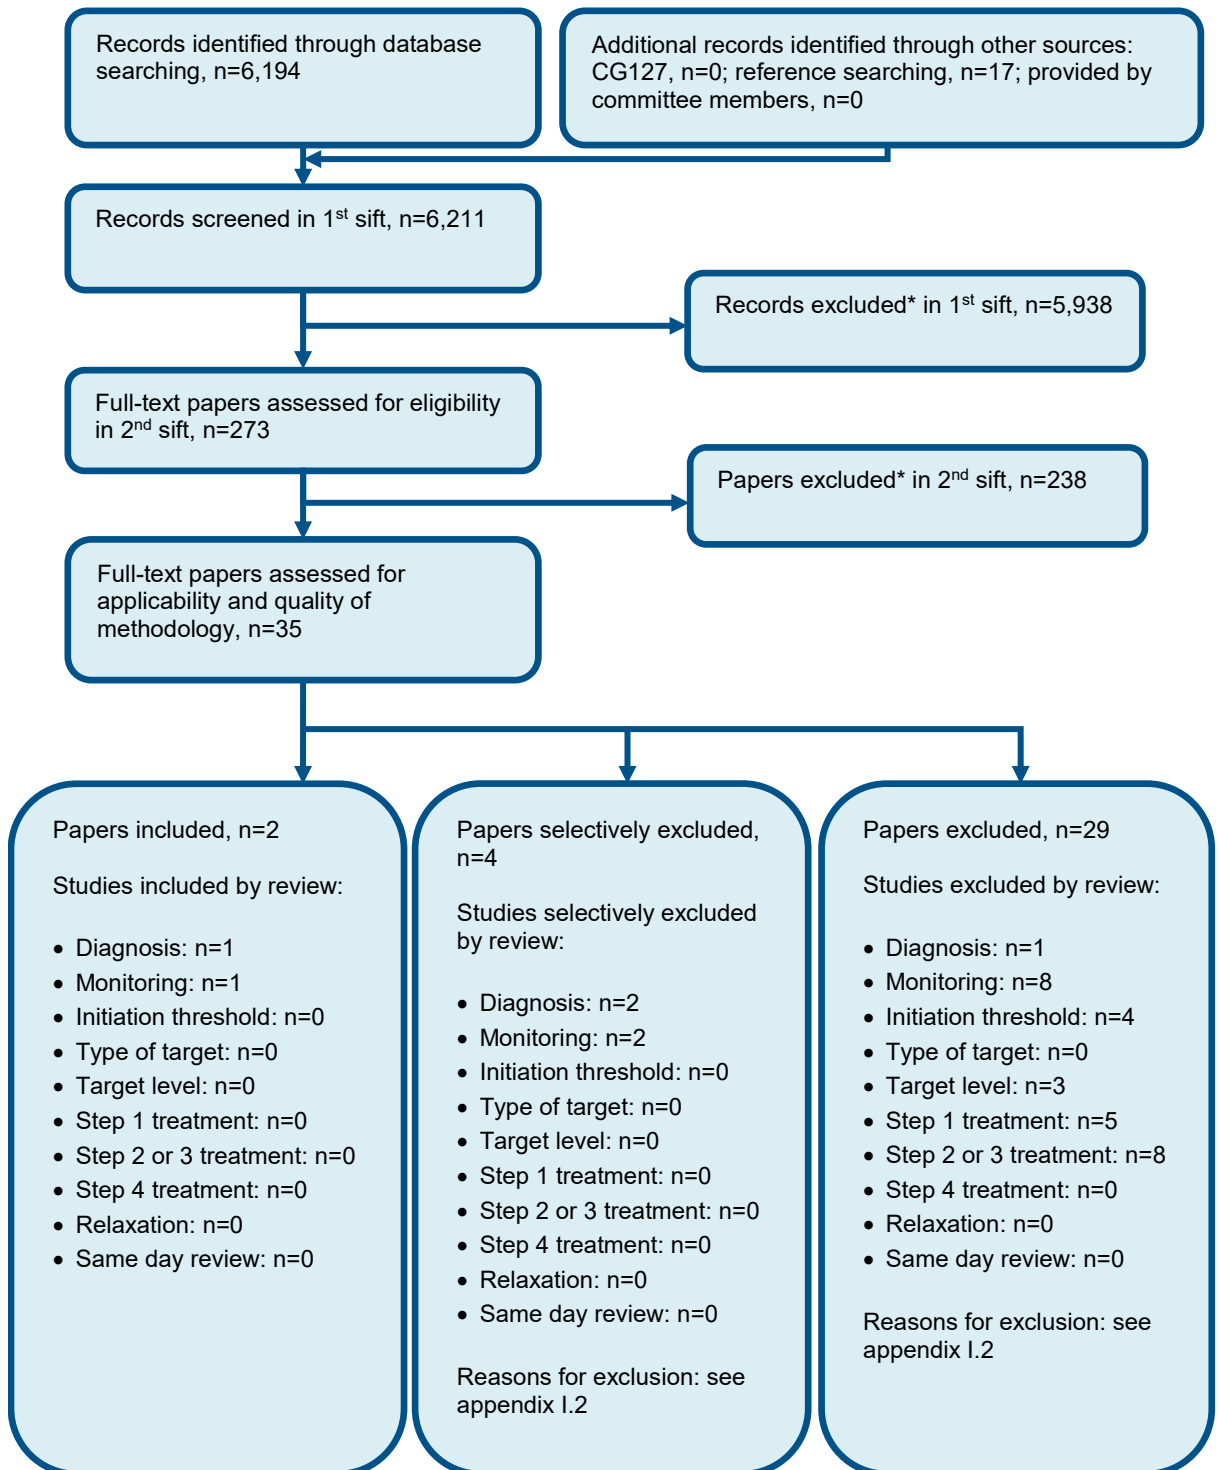 Records identified through database
searching, n=6,194
Additional records identified through other sources:
CG127, n=0; reference searching, n=17; provided by
committee members, n=0
Records screened in 1st sift, n=6,211
Records excluded* in 1st sift, n=5,938
Full-text papers assessed for eligibility
in 2nd sift, n=273
Papers excluded* in 2nd sift, n=238
Full-text papers assessed for
applicability and quality of
methodology, n=35
Papers included, n=2
Studies included by review:
• Diagnosis: n=1
• Monitoring: n=1
• Initiation threshold: n=0
• Type of target: n=0
• Target level: n=0
• Step 1 treatment: n=0
• Step 2 or 3 treatment: n=0
• Step 4 treatment: n=0
• Relaxation: n=0
• Same day review: n=0
Papers selectively excluded,
n=4
Studies selectively excluded
by review:
• Diagnosis: n=2
• Monitoring: n=2
• Initiation threshold: n=0
• Type of target: n=0
• Target level: n=0
• Step 1 treatment: n=0
• Step 2 or 3 treatment: n=0
• Step 4 treatment: n=0
• Relaxation: n=0
• Same day review: n=0
Reasons for exclusion: see
appendix I.2
Papers excluded, n=29
Studies excluded by review:
• Diagnosis: n=1
• Monitoring: n=8
• Initiation threshold: n=4
• Type of target: n=0
• Target level: n=3
• Step 1 treatment: n=5
• Step 2 or 3 treatment: n=8
• Step 4 treatment: n=0
• Relaxation: n=0
• Same day review: n=0
Reasons for exclusion: see
appendix I.2